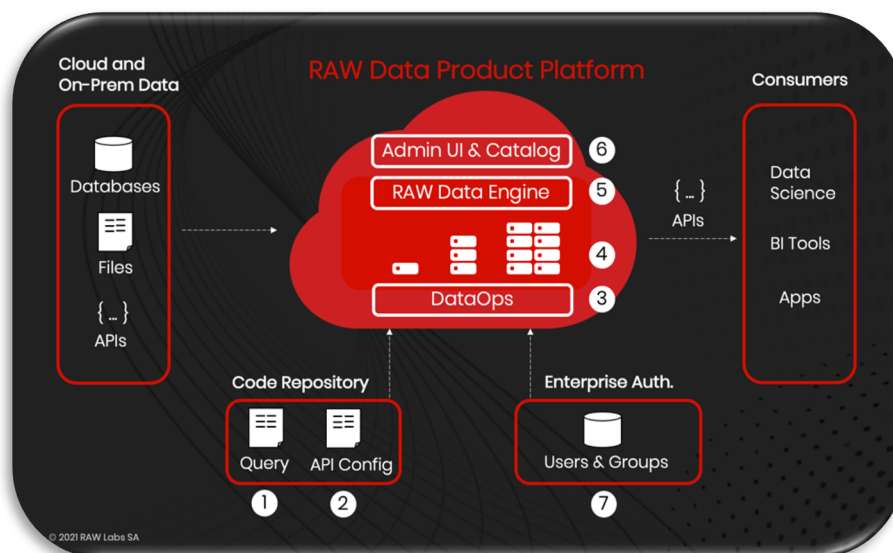 Cloud and
On-Prem Data
Databases
Files
{...}
APIs
RAW Data Product Platform
Admin UI & Catalog
6
RAW Data Engine
5
4
DataOps
3
{...}
APIs
Consumers
Data
Science
BI Tools
Apps
Code Repository
Query
API Config
1
2
Enterprise Auth.
Users & Groups
7
© 2021 RAW Labs SA